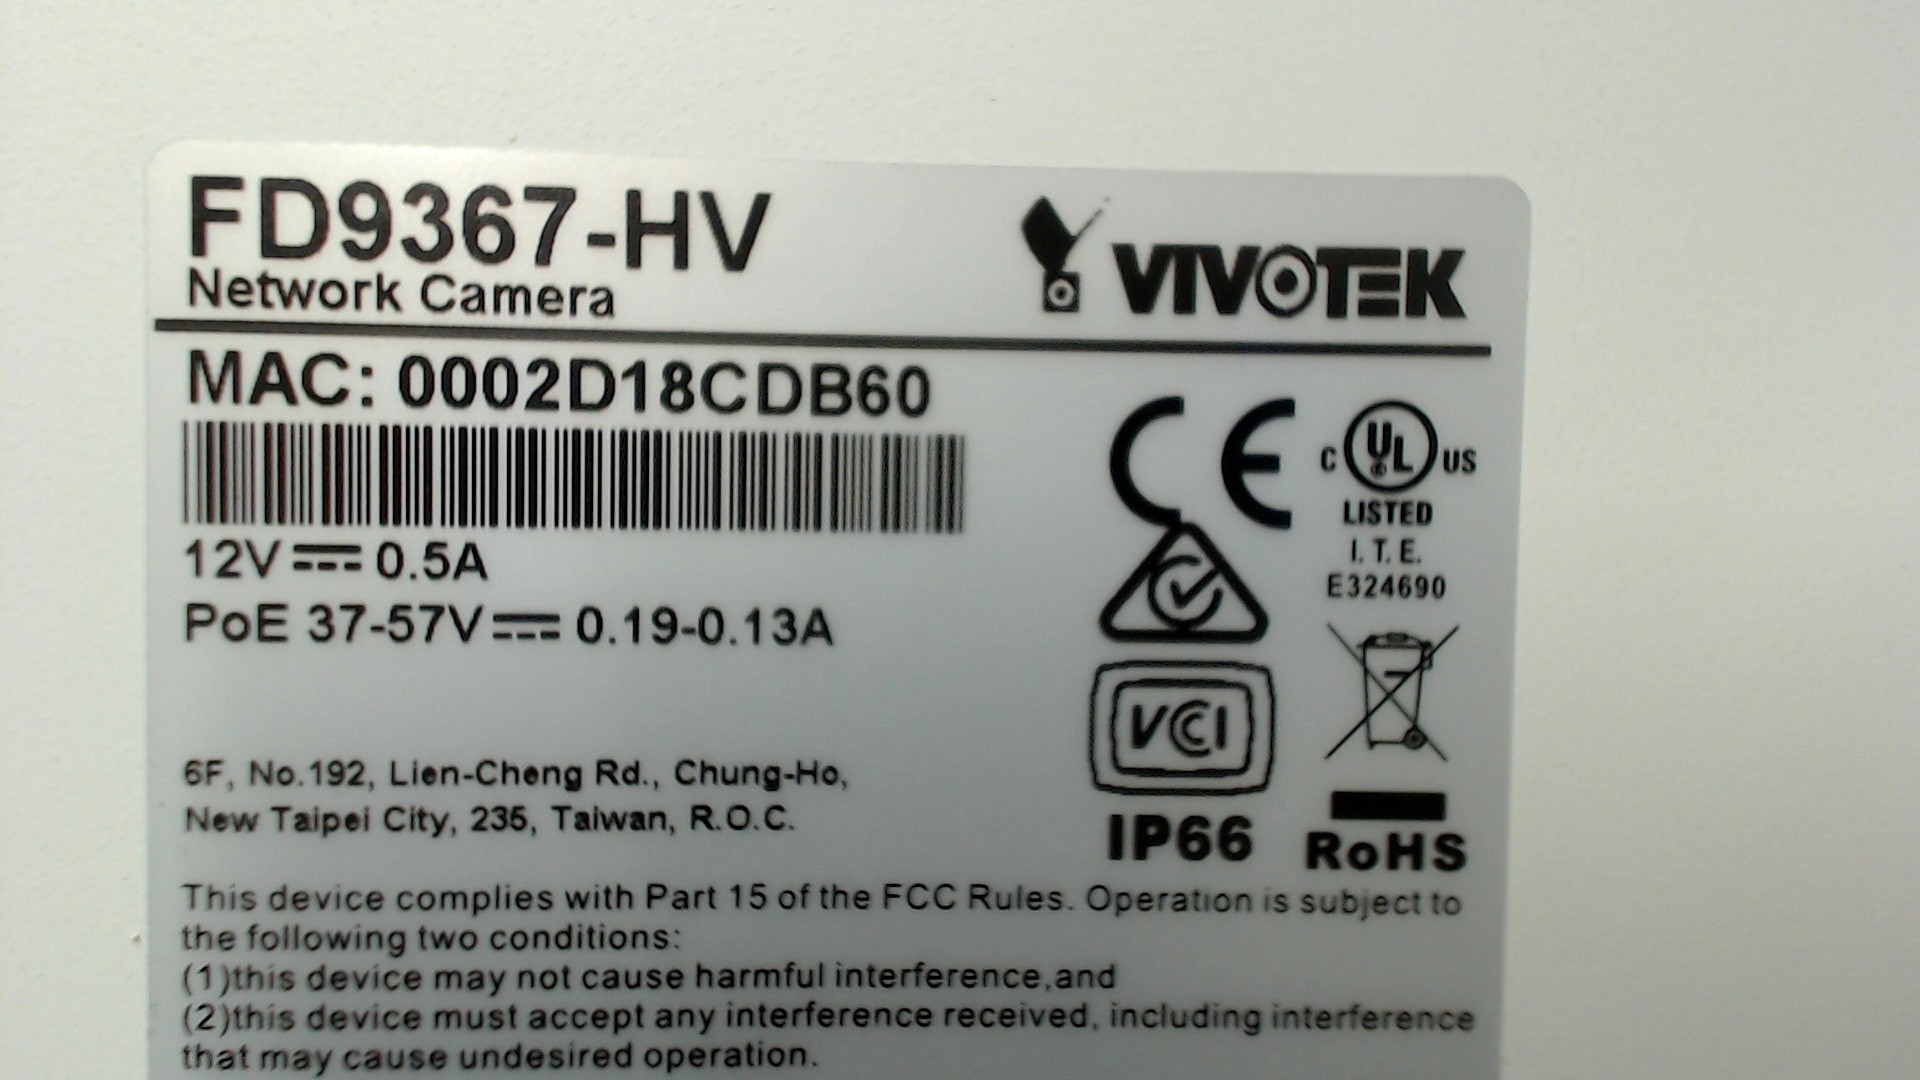 FD9367-HV
Network Camera
VIVOTEK
MAC: 0002D18CDB60
12V⎓0.5A
PoE 37-57V⎓0.19-0.13A
CE
C UL® US
LISTED
I.T.E.
E324690
VCCI
IP66
RoHS
6F, No.192, Lien-Cheng Rd., Chung-Ho,
New Taipei City, 235, Taiwan, R.O.C.
This device complies with Part 15 of the FCC Rules. Operation is subject to
the following two conditions:
(1)this device may not cause harmful interference,and
(2)this device must accept any interference received, including interference
that may cause undesired operation.